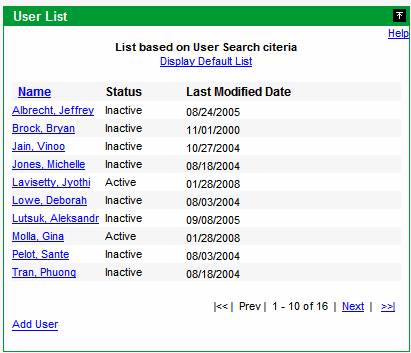 User List
Help
List based on User Search citeria
Display Default List
Name Status Last Modified Date
Albrecht, Jeffrey Inactive 08/24/2005
Brock, Bryan Inactive 11/01/2000
Jain, Vinoo Inactive 10/27/2004
Jones, Michelle Inactive 08/18/2004
Lavisetty, Jyothi Active 01/28/2008
Lowe, Deborah Inactive 08/03/2004
Lutsuk, Aleksandr Inactive 09/08/2005
Molla, Gina Active 01/28/2008
Pelot, Sante Inactive 08/03/2004
Tran, Phuong Inactive 08/18/2004
|<< | Prev | 1 - 10 of 16 | Next | >>|
Add User